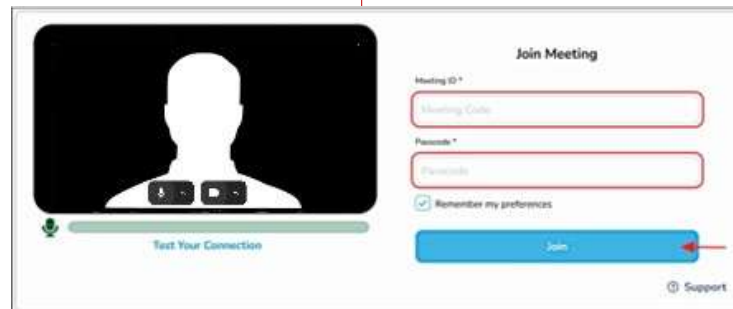 Join Meeting
Meeting ID *
Meeting Code
Passcode *
Passcode
Remember my preferences
Test Your Connection
Join
Support